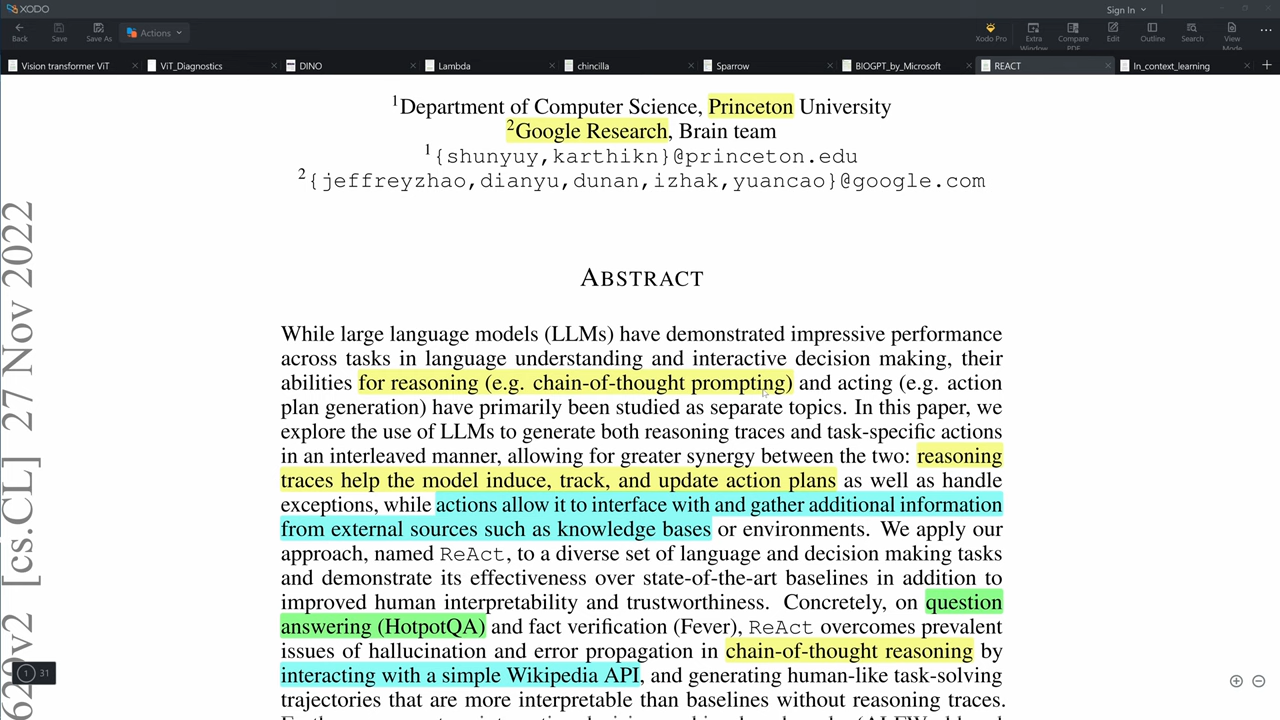 XODO
Sign In
Back
Save
Save As
Actions
Xodo Pro
Extra Window
Compare PDF
Edit
Outline
Search
View Mode
Vision transformer ViT
ViT_Diagnostics
DINO
Lambda
chincilla
Sparrow
BIOGPT_by_Microsoft
REACT
In_context_learning
1Department of Computer Science, Princeton University
2Google Research, Brain team
1{shunyuy,karthikn}@princeton.edu
2{jeffreyzhao,dianyu,dunan,izhak,yuancao}@google.com
ABSTRACT
While large language models (LLMs) have demonstrated impressive performance
across tasks in language understanding and interactive decision making, their
abilities for reasoning (e.g. chain-of-thought prompting) and acting (e.g. action
plan generation) have primarily been studied as separate topics. In this paper, we
explore the use of LLMs to generate both reasoning traces and task-specific actions
in an interleaved manner, allowing for greater synergy between the two: reasoning
traces help the model induce, track, and update action plans as well as handle
exceptions, while actions allow it to interface with and gather additional information
from external sources such as knowledge bases or environments. We apply our
approach, named ReAct, to a diverse set of language and decision making tasks
and demonstrate its effectiveness over state-of-the-art baselines in addition to
improved human interpretability and trustworthiness. Concretely, on question
answering (HotpotQA) and fact verification (Fever), ReAct overcomes prevalent
issues of hallucination and error propagation in chain-of-thought reasoning by
interacting with a simple Wikipedia API, and generating human-like task-solving
trajectories that are more interpretable than baselines without reasoning traces.
629v2 [cs.CL] 27 Nov 2022
1 31